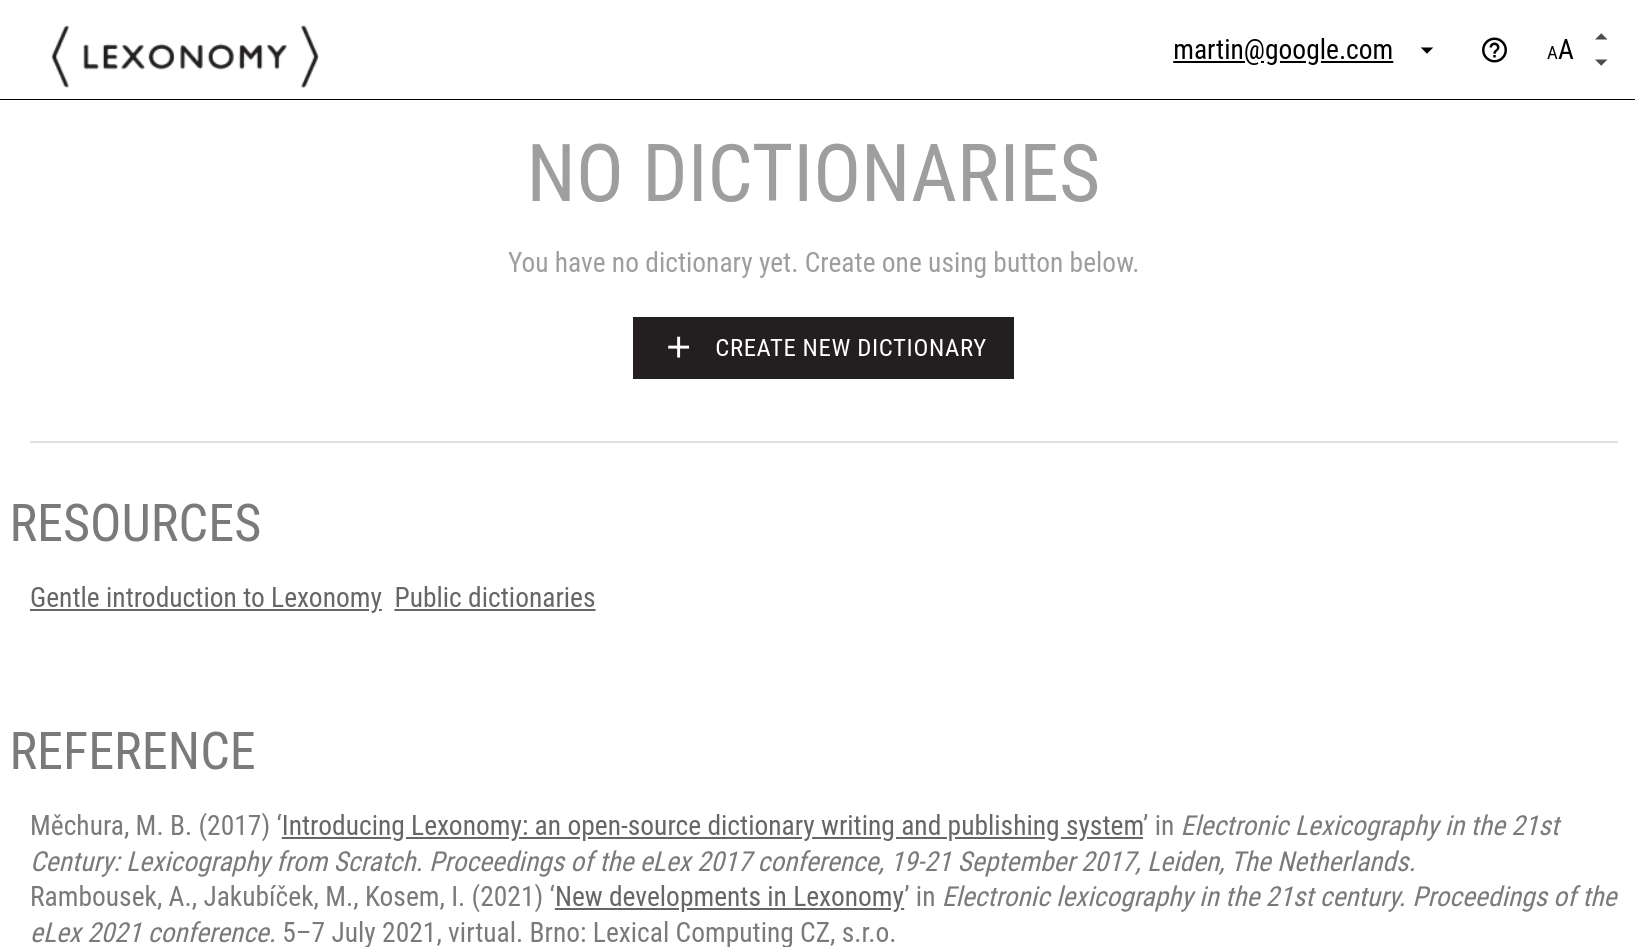 LEXONOMY
martin@google.com
AA
NO DICTIONARIES
You have no dictionary yet. Create one using button below.
CREATE NEW DICTIONARY
RESOURCES
Gentle introduction to Lexonomy Public dictionaries
REFERENCE
Měchura, M. B. (2017) ‘Introducing Lexonomy: an open-source dictionary writing and publishing system’ in Electronic Lexicography in the 21st
Century: Lexicography from Scratch. Proceedings of the eLex 2017 conference, 19-21 September 2017, Leiden, The Netherlands.
Rambousek, A., Jakubíček, M., Kosem, I. (2021) ‘New developments in Lexonomy’ in Electronic lexicography in the 21st century. Proceedings of the
eLex 2021 conference. 5–7 July 2021, virtual. Brno: Lexical Computing CZ, s.r.o.